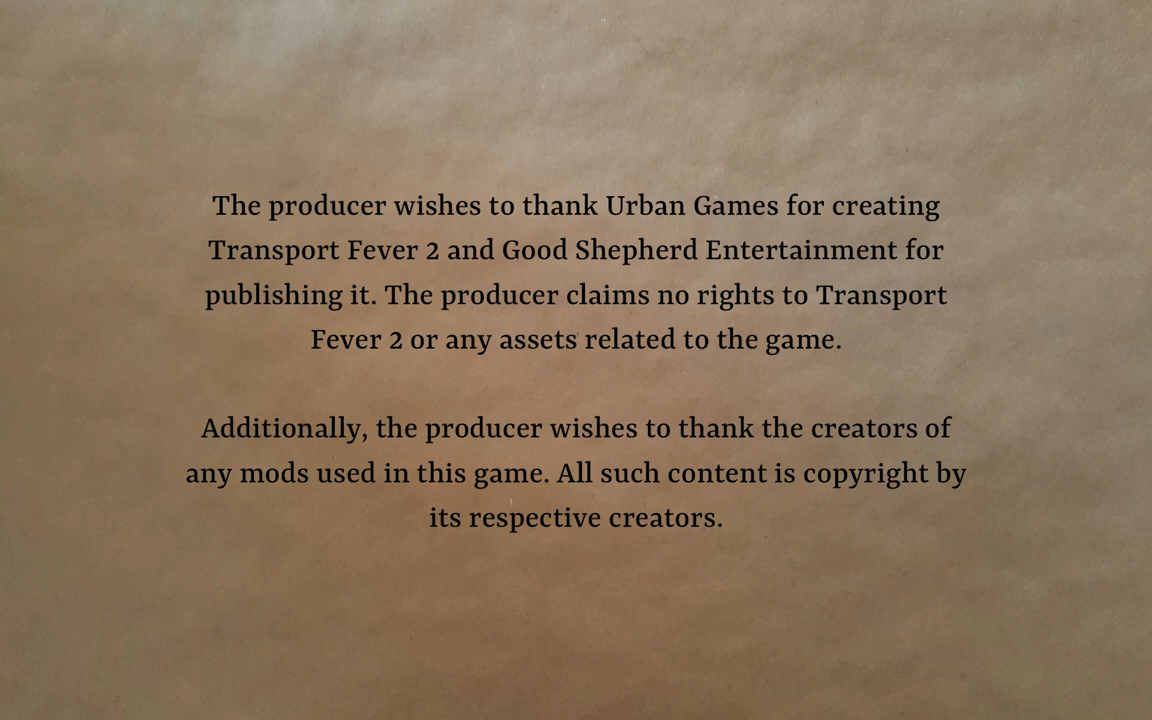 The producer wishes to thank Urban Games for creating
Transport Fever 2 and Good Shepherd Entertainment for
publishing it. The producer claims no rights to Transport
Fever 2 or any assets related to the game.
Additionally, the producer wishes to thank the creators of
any mods used in this game. All such content is copyright by
its respective creators.